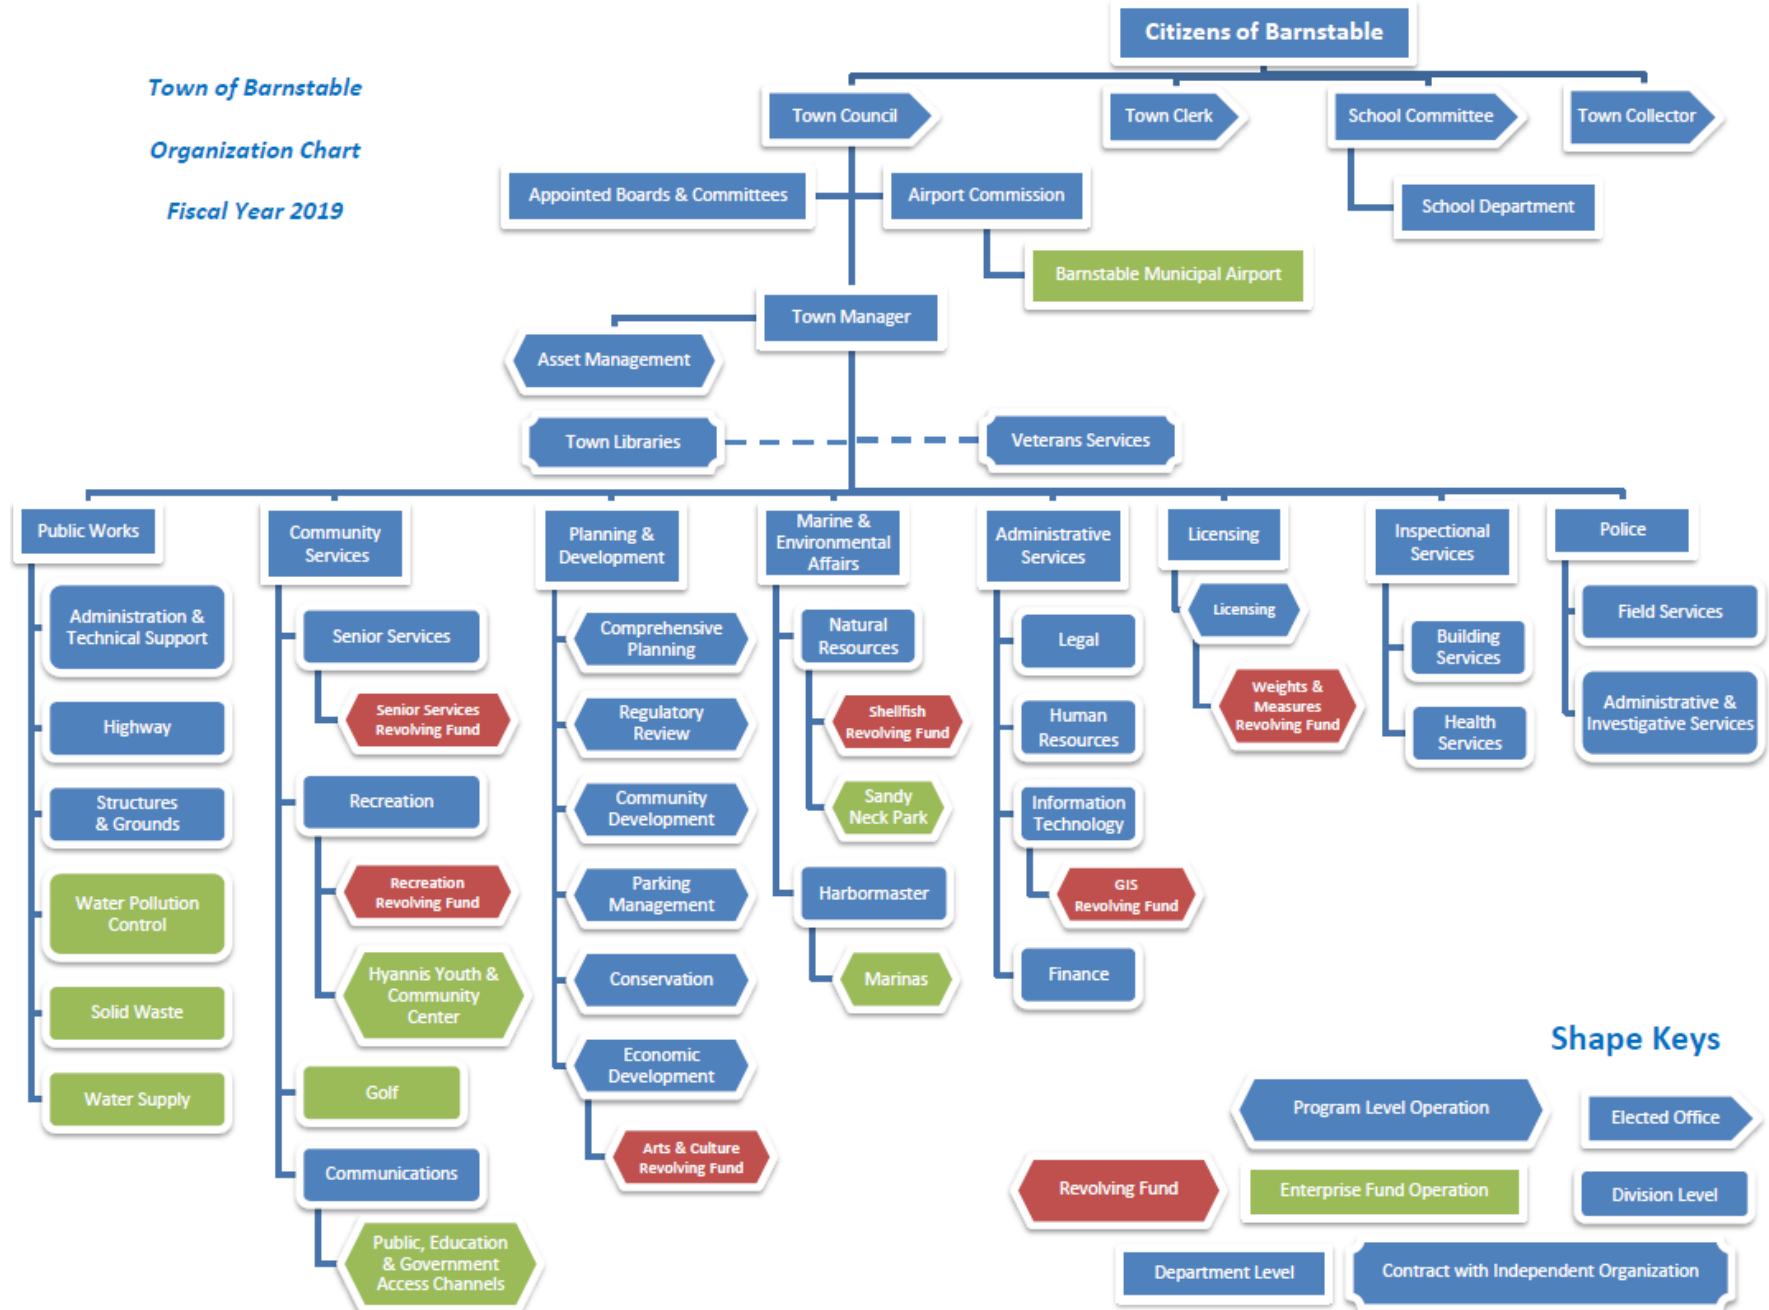 Citizens of Barnstable
Town of Barnstable
Organization Chart
Fiscal Year 2019
Town Council
Town Clerk
School Committee
Town Collector
Appointed Boards & Committees
Airport Commission
School Department
Barnstable Municipal Airport
Town Manager
Asset Management
Town Libraries
Veterans Services
Public Works
Administration &
Technical Support
Highway
Structures
& Grounds
Water Pollution
Control
Solid Waste
Water Supply
Community
Services
Senior Services
Senior Services
Revolving Fund
Recreation
Recreation
Revolving Fund
Hyannis Youth &
Community
Center
Golf
Communications
Public, Education
& Government
Access Channels
Planning &
Development
Comprehensive
Planning
Regulatory
Review
Community
Development
Parking
Management
Conservation
Economic
Development
Arts & Culture
Revolving Fund
Marine &
Environmental
Affairs
Natural
Resources
Shellfish
Revolving Fund
Sandy
Neck Park
Harbormaster
Marinas
Administrative
Services
Legal
Human
Resources
Information
Technology
GIS
Revolving Fund
Finance
Licensing
Licensing
Weights &
Measures
Revolving Fund
Inspectional
Services
Building
Services
Health
Services
Police
Field Services
Administrative &
Investigative Services
Shape Keys
Program Level Operation
Elected Office
Revolving Fund
Enterprise Fund Operation
Division Level
Department Level
Contract with Independent Organization